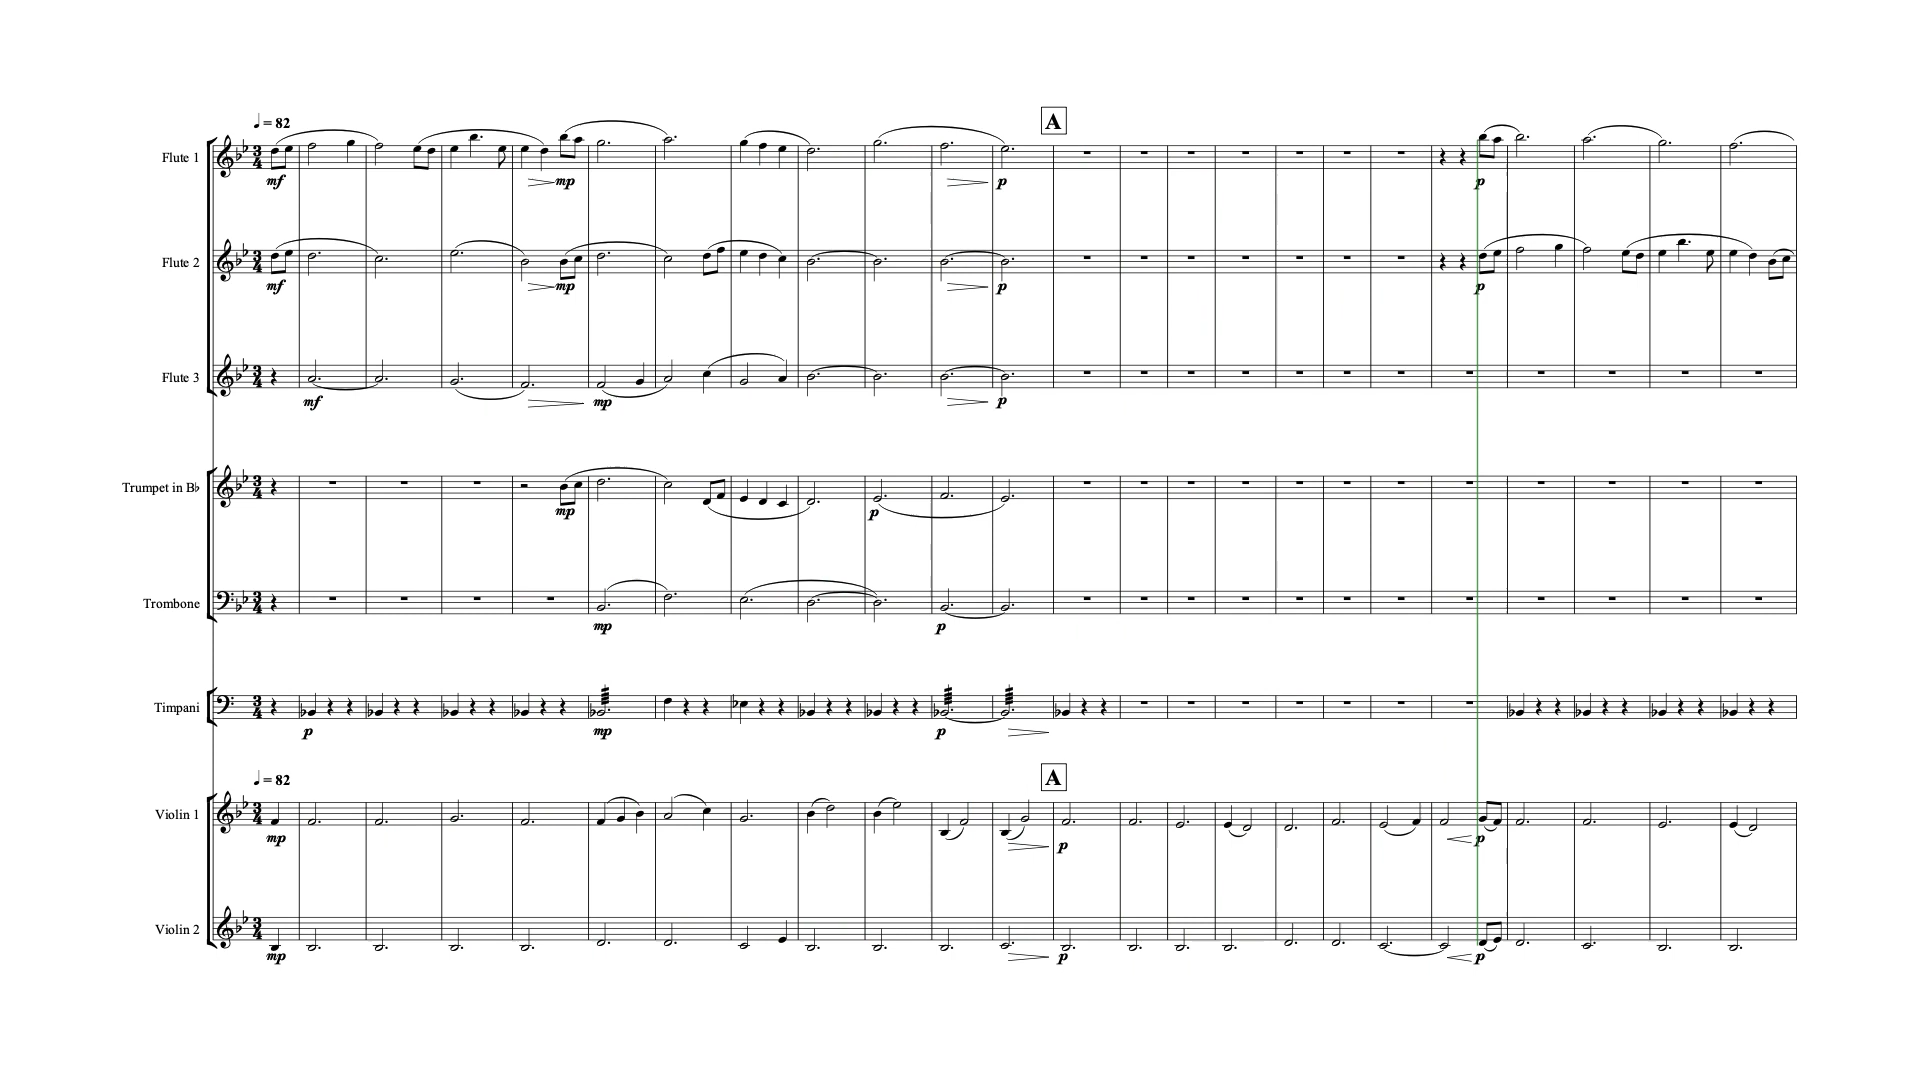 A
♩ = 82
Flute 1
mf mp p p
Flute 2
mf mp p p
Flute 3
mf mp p
Trumpet in B♭
mp p
Trombone
mp p
Timpani
p mp p
A
♩ = 82
Violin 1
mp p p
Violin 2
mp p p